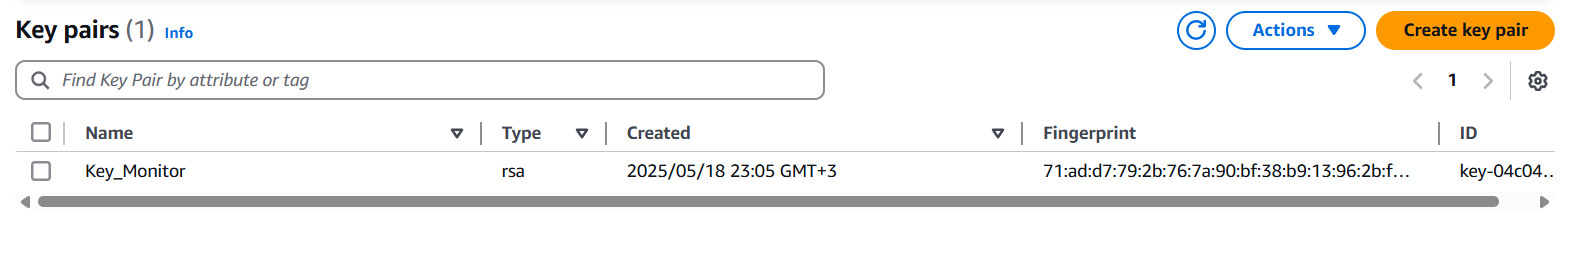 Key pairs (1) Info Actions Create key pair
Find Key Pair by attribute or tag 1
Name Type Created Fingerprint ID
Key_Monitor rsa 2025/05/18 23:05 GMT+3 71:ad:d7:79:2b:76:7a:90:bf:38:b9:13:96:2b:f... key-04c04..